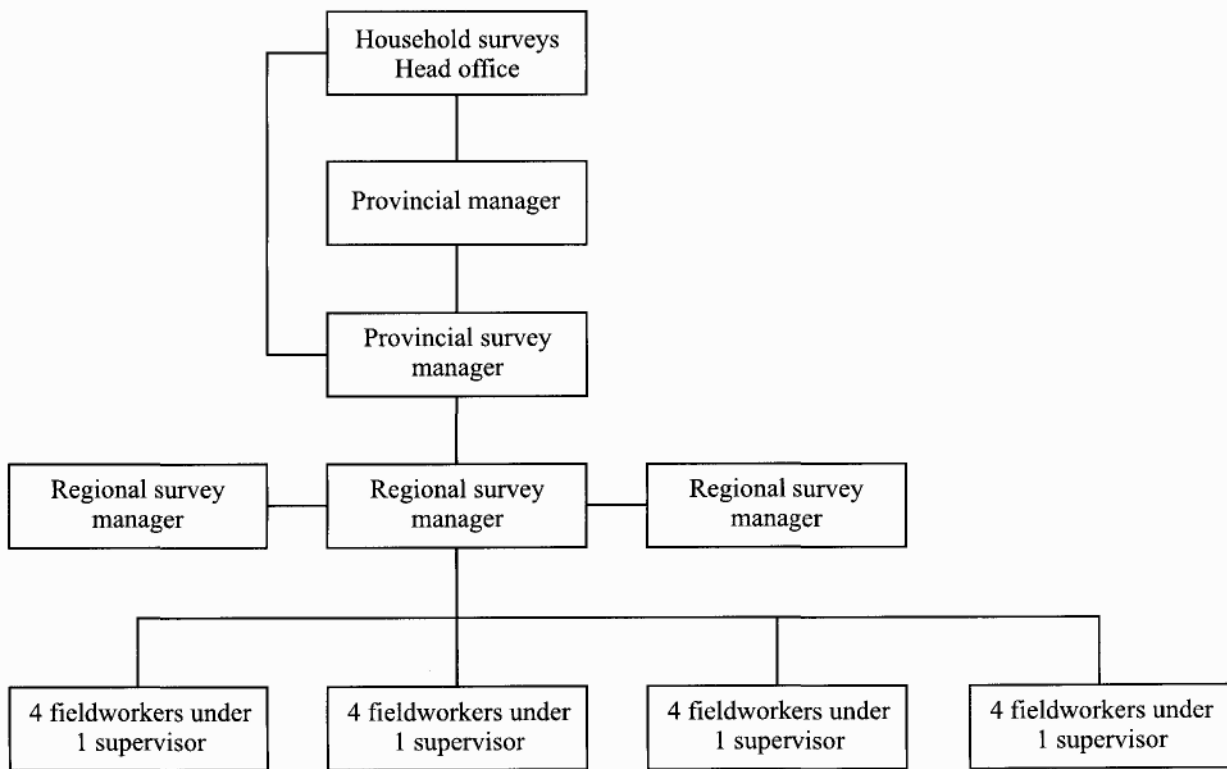 Household surveys
Head office
Provincial manager
Provincial survey
manager
Regional survey
manager
Regional survey
manager
Regional survey
manager
4 fieldworkers under
1 supervisor
4 fieldworkers under
1 supervisor
4 fieldworkers under
1 supervisor
4 fieldworkers under
1 supervisor